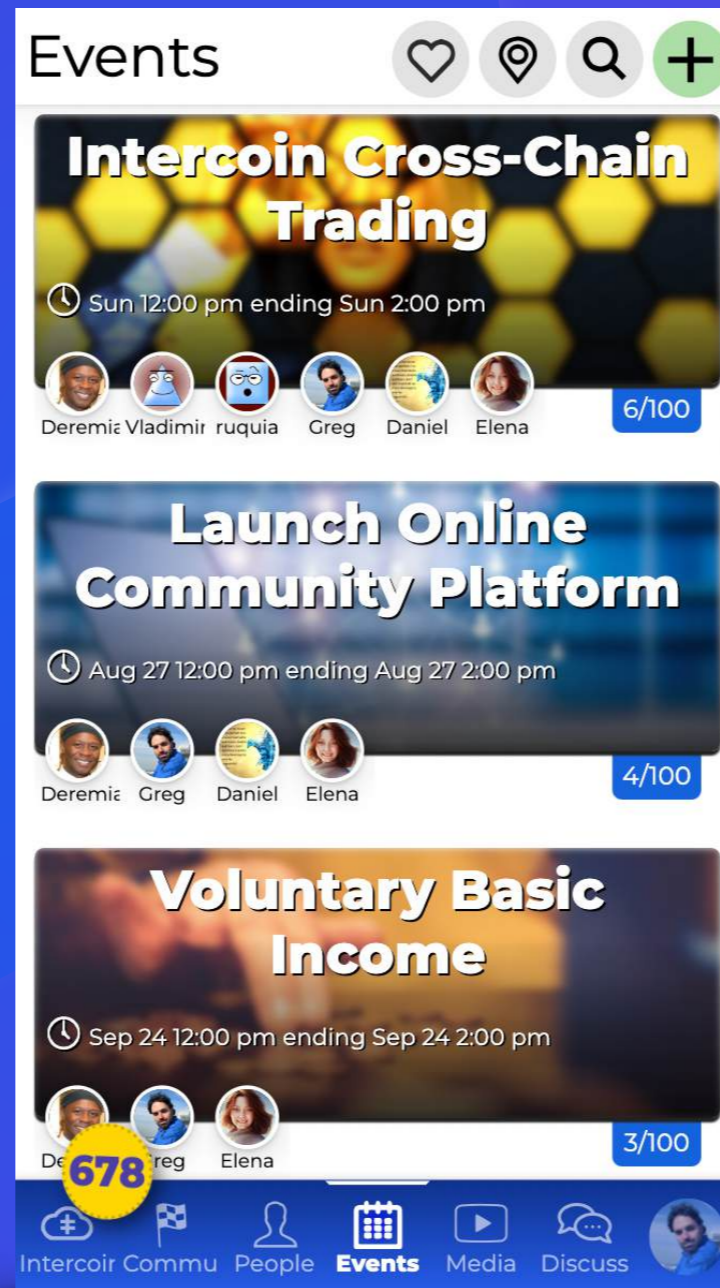 Events
Intercoin Cross-Chain
Trading
Sun 12:00 pm ending Sun 2:00 pm
Deremia Vladimir ruquia Greg Daniel Elena
6/100
Launch Online
Community Platform
Aug 27 12:00 pm ending Aug 27 2:00 pm
Deremia Greg Daniel Elena
4/100
Voluntary Basic
Income
Sep 24 12:00 pm ending Sep 24 2:00 pm
De reg Elena
3/100
678
Intercoir Commu People Events Media Discuss